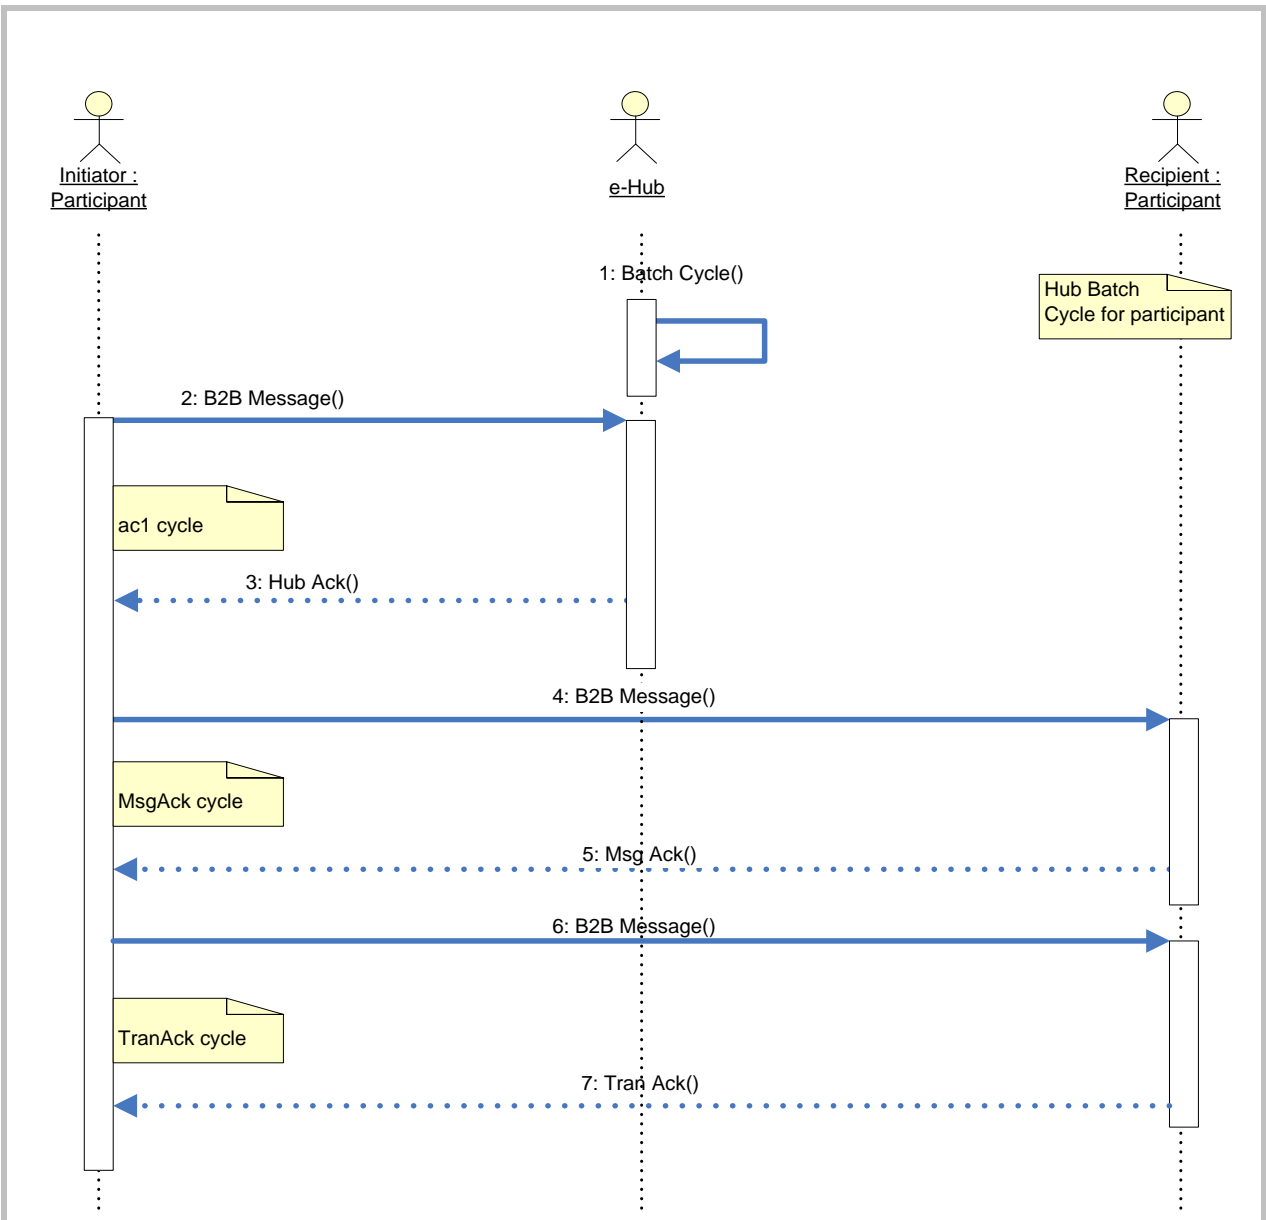 Initiator :
Participant
e-Hub
Recipient :
Participant
1: Batch Cycle()
Hub Batch
Cycle for participant
2: B2B Message()
ac1 cycle
3: Hub Ack()
4: B2B Message()
MsgAck cycle
5: Msg Ack()
6: B2B Message()
TranAck cycle
7: Tran Ack()